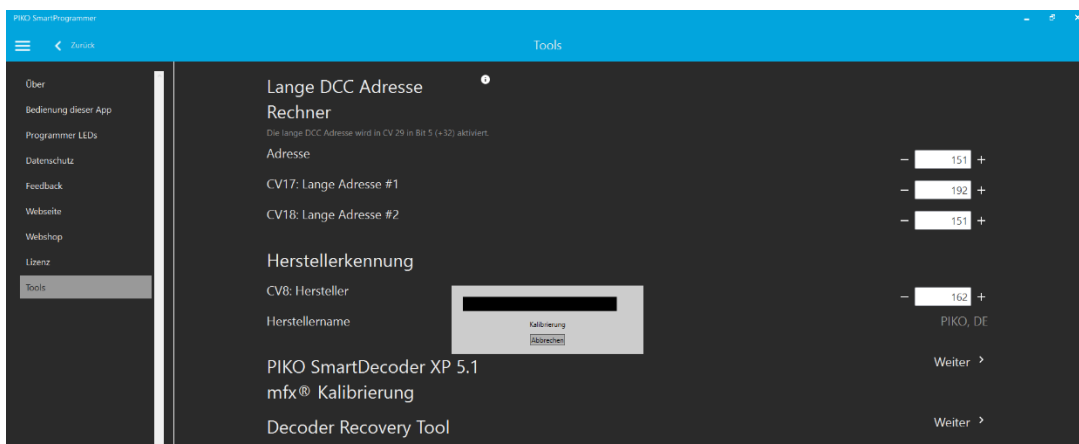 PIKO SmartProgrammer
Zurück
Tools
Über
Bedienung dieser App
Programmer LEDs
Datenschutz
Feedback
Webseite
Webshop
Lizenz
Tools
Lange DCC Adresse
Rechner
Die lange DCC Adresse wird in CV 29 in Bit 5 (+32) aktiviert.
Adresse
151
CV17: Lange Adresse #1
192
CV18: Lange Adresse #2
151
Herstellerkennung
CV8: Hersteller
162
Herstellername
PIKO, DE
Kalibrierung
Abbrechen
PIKO SmartDecoder XP 5.1
mfx® Kalibrierung
Weiter
Decoder Recovery Tool
Weiter